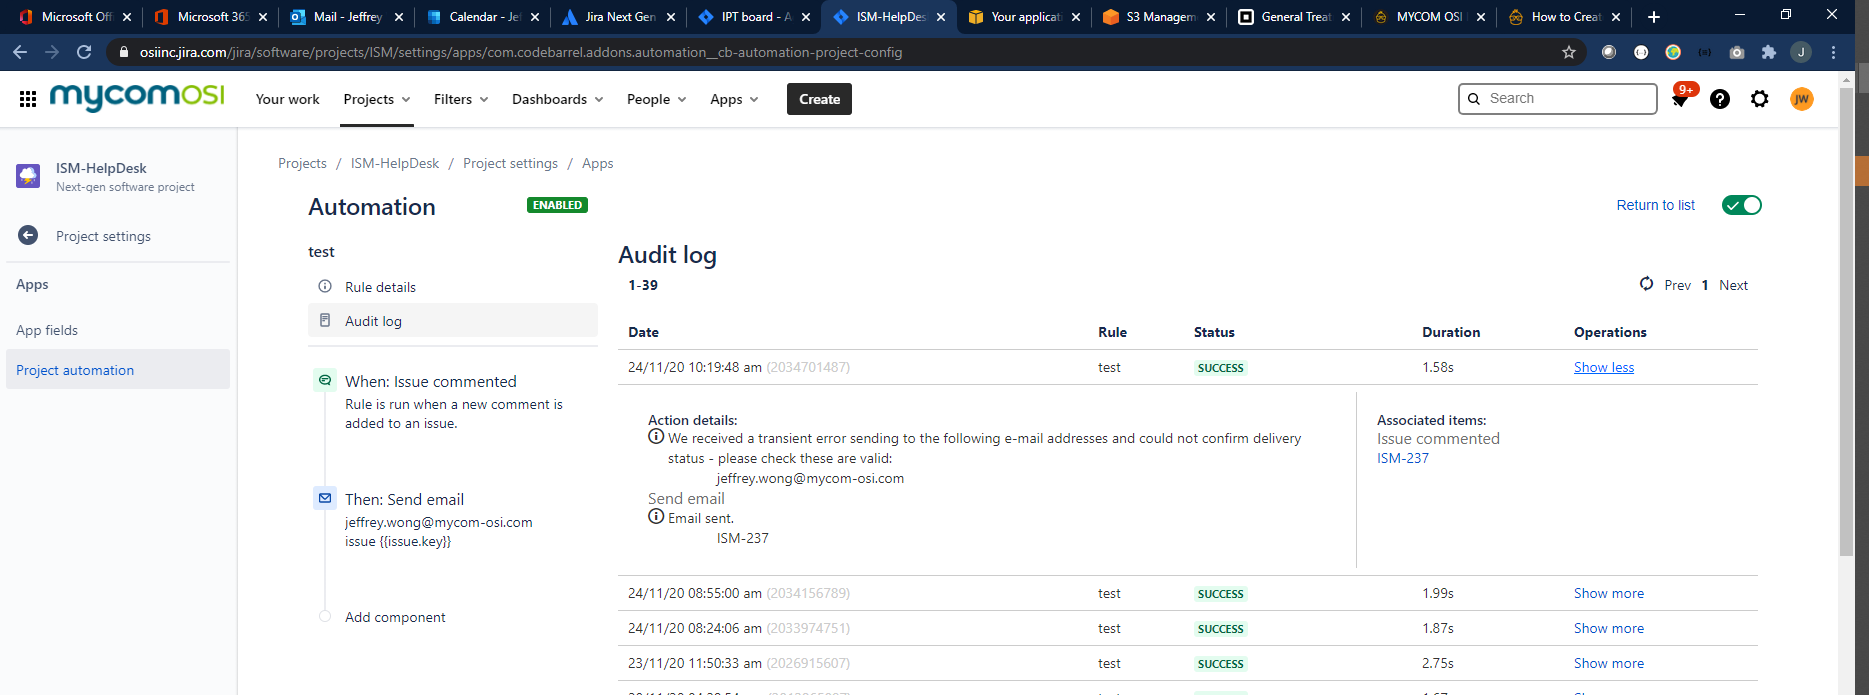 Microsoft Off
Microsoft 365
Mail - Jeffrey
Calendar - Je
Jira Next Gen
IPT board - A
ISM-HelpDes
Your applicati
S3 Managem
General Treat
MYCOM OSI
How to Creat
osiinc.jira.com/jira/software/projects/ISM/settings/apps/com.codebarrel.addons.automation__cb-automation-project-config
J
mycomOSI
Your work
Projects
Filters
Dashboards
People
Apps
Create
Search
9+
JW
ISM-HelpDesk
Next-gen software project
Project settings
Apps
App fields
Project automation
Projects / ISM-HelpDesk / Project settings / Apps
Automation
ENABLED
Return to list
test
Rule details
Audit log
When: Issue commented
Rule is run when a new comment is
added to an issue.
Then: Send email
jeffrey.wong@mycom-osi.com
issue {{issue.key}}
Add component
Audit log
1-39
Prev 1 Next
Date Rule Status Duration Operations
24/11/20 10:19:48 am (2034701487) test SUCCESS 1.58s Show less
Action details:
We received a transient error sending to the following e-mail addresses and could not confirm delivery
status - please check these are valid:
jeffrey.wong@mycom-osi.com
Send email
Email sent.
ISM-237
Associated items:
Issue commented
ISM-237
24/11/20 08:55:00 am (2034156789) test SUCCESS 1.99s Show more
24/11/20 08:24:06 am (2033974751) test SUCCESS 1.87s Show more
23/11/20 11:50:33 am (2026915607) test SUCCESS 2.75s Show more